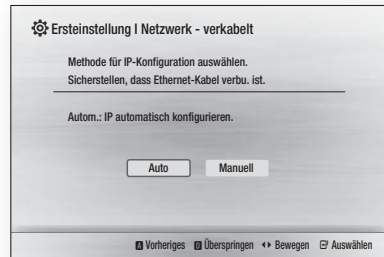 Ersteinstellung I Netzwerk - verkabelt
Methode für IP-Konfiguration auswählen.
Sicherstellen, dass Ethernet-Kabel verbu. ist.
Autom.: IP automatisch konfigurieren.
Auto Manuell
A Vorheriges D Überspringen Bewegen Auswählen